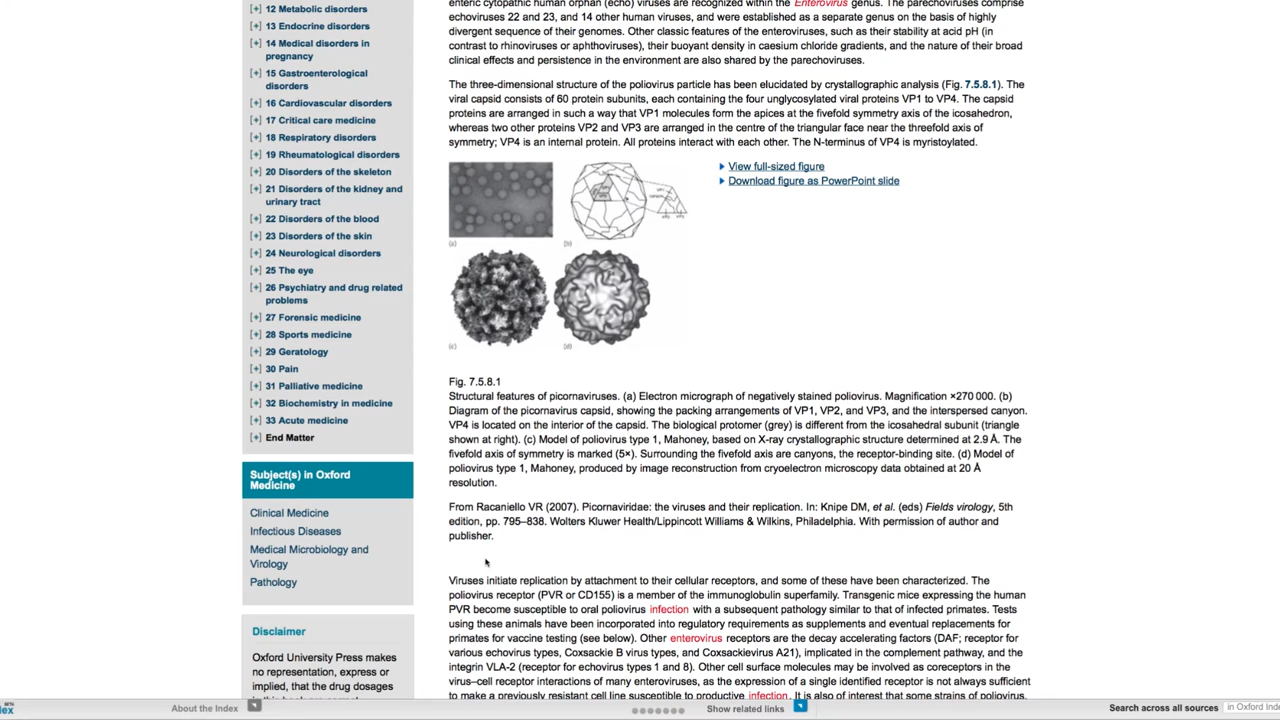 12 Metabolic disorders
13 Endocrine disorders
14 Medical disorders in
pregnancy
15 Gastroenterological
disorders
16 Cardiovascular disorders
17 Critical care medicine
18 Respiratory disorders
19 Rheumatological disorders
20 Disorders of the skeleton
21 Disorders of the kidney and
urinary tract
22 Disorders of the blood
23 Disorders of the skin
24 Neurological disorders
25 The eye
26 Psychiatry and drug related
problems
27 Forensic medicine
28 Sports medicine
29 Geratology
30 Pain
31 Palliative medicine
32 Biochemistry in medicine
33 Acute medicine
End Matter
Subject(s) in Oxford
Medicine
Clinical Medicine
Infectious Diseases
Medical Microbiology and
Virology
Pathology
Disclaimer
Oxford University Press makes
no representation, express or
implied, that the drug dosages
enteric cytopathic human orphan (echo) viruses are recognized within the Enterovirus genus. The parechoviruses comprise
echoviruses 22 and 23, and 14 other human viruses, and were established as a separate genus on the basis of highly
divergent sequence of their genomes. Other classic features of the enteroviruses, such as their stability at acid pH (in
contrast to rhinoviruses or aphthoviruses), their buoyant density in caesium chloride gradients, and the nature of their broad
clinical effects and persistence in the environment are also shared by the parechoviruses.
The three-dimensional structure of the poliovirus particle has been elucidated by crystallographic analysis (Fig. 7.5.8.1). The
viral capsid consists of 60 protein subunits, each containing the four unglycosylated viral proteins VP1 to VP4. The capsid
proteins are arranged in such a way that VP1 molecules form the apices at the fivefold symmetry axis of the icosahedron,
whereas two other proteins VP2 and VP3 are arranged in the centre of the triangular face near the threefold axis of
symmetry; VP4 is an internal protein. All proteins interact with each other. The N-terminus of VP4 is myristoylated.
View full-sized figure
Download figure as PowerPoint slide
(a) (b)
(c) (d)
Fig. 7.5.8.1
Structural features of picornaviruses. (a) Electron micrograph of negatively stained poliovirus. Magnification ×270 000. (b)
Diagram of the picornavirus capsid, showing the packing arrangements of VP1, VP2, and VP3, and the interspersed canyon.
VP4 is located on the interior of the capsid. The biological protomer (grey) is different from the icosahedral subunit (triangle
shown at right). (c) Model of poliovirus type 1, Mahoney, based on X-ray crystallographic structure determined at 2.9 Å. The
fivefold axis of symmetry is marked (5×). Surrounding the fivefold axis are canyons, the receptor-binding site. (d) Model of
poliovirus type 1, Mahoney, produced by image reconstruction from cryoelectron microscopy data obtained at 20 Å
resolution.
From Racaniello VR (2007). Picornaviridae: the viruses and their replication. In: Knipe DM, et al. (eds) Fields virology, 5th
edition, pp. 795–838. Wolters Kluwer Health/Lippincott Williams & Wilkins, Philadelphia. With permission of author and
publisher.
Viruses initiate replication by attachment to their cellular receptors, and some of these have been characterized. The
poliovirus receptor (PVR or CD155) is a member of the immunoglobulin superfamily. Transgenic mice expressing the human
PVR become susceptible to oral poliovirus infection with a subsequent pathology similar to that of infected primates. Tests
using these animals have been incorporated into regulatory requirements as supplements and eventual replacements for
primates for vaccine testing (see below). Other enterovirus receptors are the decay accelerating factors (DAF; receptor for
various echovirus types, Coxsackie B virus types, and Coxsackievirus A21), implicated in the complement pathway, and the
integrin VLA-2 (receptor for echovirus types 1 and 8). Other cell surface molecules may be involved as coreceptors in the
virus–cell receptor interactions of many enteroviruses, as the expression of a single identified receptor is not always sufficient
to make a previously resistant cell line susceptible to productive infection. It is also of interest that some strains of poliovirus,
About the Index
Show related links
Search across all sources
in Oxford Inde